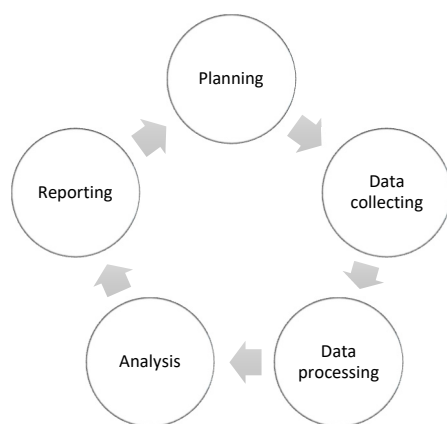 Planning
Data
collecting
Data
processing
Analysis
Reporting